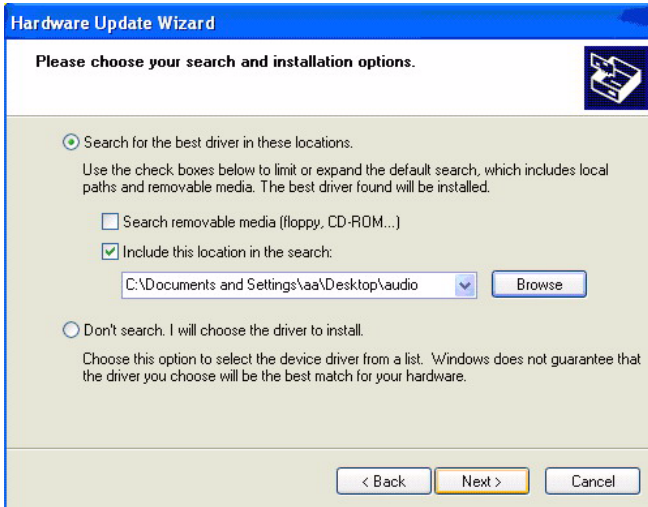 Hardware Update Wizard
Please choose your search and installation options.
Search for the best driver in these locations.
Use the check boxes below to limit or expand the default search, which includes local
paths and removable media. The best driver found will be installed.
Search removable media (floppy, CD-ROM...)
Include this location in the search:
C:\Documents and Settings\aa\Desktop\audio
Browse
Don't search. I will choose the driver to install.
Choose this option to select the device driver from a list. Windows does not guarantee that
the driver you choose will be the best match for your hardware.
< Back
Next >
Cancel